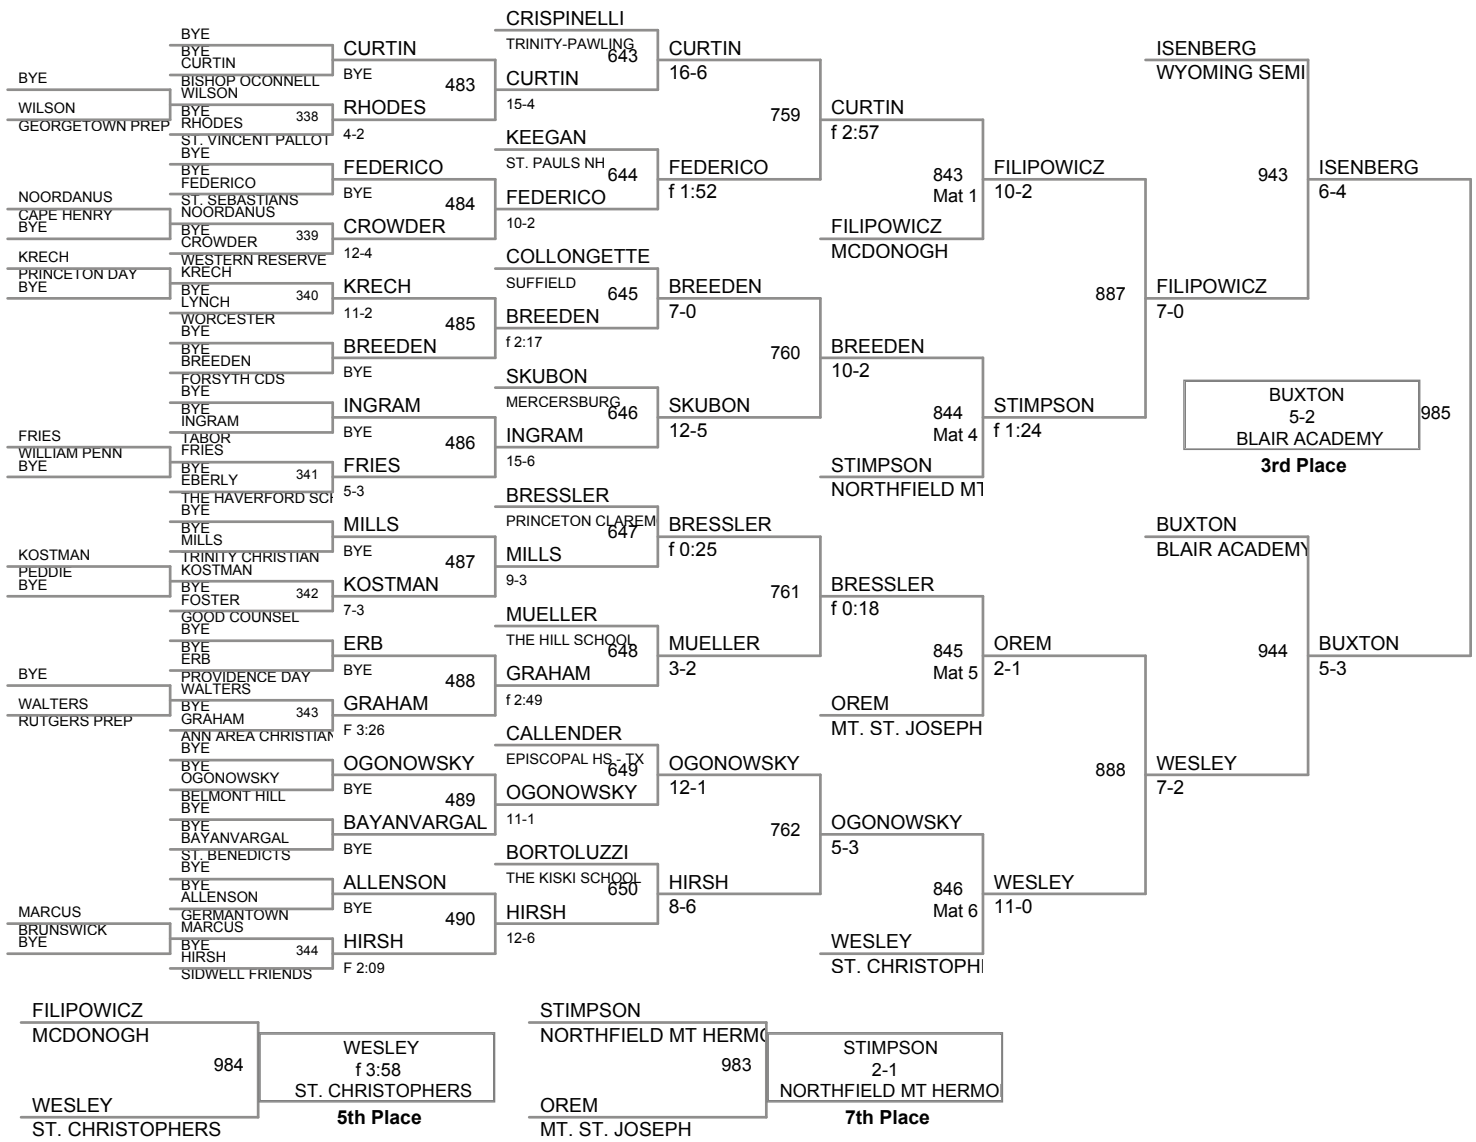 BYE
WILSON
GEORGETOWN PREP
NOORDANUS
CAPE HENRY
BYE
KRECH
PRINCETON DAY
BYE
FRIES
WILLIAM PENN
BYE
KOSTMAN
PEDDIE
BYE
BYE
WALTERS
RUTGERS PREP
MARCUS
BRUNSWICK
BYE
BYE
BYE
CURTIN
BISHOP OCONNELL
WILSON
BYE
338
RHODES
ST. VINCENT PALLOT
BYE
BYE
FEDERICO
ST. SEBASTIANS
NOORDANUS
BYE
339
CROWDER
WESTERN RESERVE
KRECH
BYE
340
LYNCH
WORCESTER
BYE
BYE
BREEDEN
FORSYTH CDS
BYE
BYE
INGRAM
TABOR
FRIES
BYE
341
EBERLY
THE HAVERFORD SCH
BYE
BYE
MILLS
TRINITY CHRISTIAN
KOSTMAN
BYE
342
FOSTER
GOOD COUNSEL
BYE
BYE
ERB
PROVIDENCE DAY
WALTERS
BYE
343
GRAHAM
ANN AREA CHRISTIAN
BYE
BYE
OGONOWSKY
BELMONT HILL
BYE
BYE
BAYANVARGAL
ST. BENEDICTS
BYE
BYE
ALLENSON
GERMANTOWN
MARCUS
BYE
344
HIRSH
SIDWELL FRIENDS
CURTIN
BYE
483
RHODES
4-2
FEDERICO
BYE
484
CROWDER
12-4
KRECH
11-2
485
BREEDEN
BYE
INGRAM
BYE
486
FRIES
5-3
MILLS
BYE
487
KOSTMAN
7-3
ERB
BYE
488
GRAHAM
F 3:26
OGONOWSKY
BYE
489
BAYANVARGAL
BYE
ALLENSON
BYE
490
HIRSH
F 2:09
CRISPINELLI
TRINITY-PAWLING
643
CURTIN
15-4
KEEGAN
ST. PAULS NH
644
FEDERICO
10-2
COLLONGETTE
SUFFIELD
645
BREEDEN
f 2:17
SKUBON
MERCERSBURG
646
INGRAM
15-6
BRESSLER
PRINCETON CLAREM
647
MILLS
9-3
MUELLER
THE HILL SCHOOL
648
GRAHAM
f 2:49
CALLENDER
EPISCOPAL HS - TX
649
OGONOWSKY
11-1
BORTOLUZZI
THE KISKI SCHOOL
650
HIRSH
12-6
CURTIN
16-6
759
FEDERICO
f 1:52
BREEDEN
7-0
760
SKUBON
12-5
BRESSLER
f 0:25
761
MUELLER
3-2
OGONOWSKY
12-1
762
HIRSH
8-6
CURTIN
f 2:57
843
Mat 1
FILIPOWICZ
MCDONOGH
BREEDEN
10-2
844
Mat 4
STIMPSON
NORTHFIELD MT
BRESSLER
f 0:18
845
Mat 5
OREM
MT. ST. JOSEPH
OGONOWSKY
5-3
846
Mat 6
WESLEY
ST. CHRISTOPH
FILIPOWICZ
10-2
887
STIMPSON
f 1:24
OREM
2-1
888
WESLEY
11-0
ISENBERG
WYOMING SEMI
943
FILIPOWICZ
7-0
BUXTON
BLAIR ACADEMY
944
WESLEY
7-2
ISENBERG
6-4
BUXTON
5-2
BLAIR ACADEMY
985
3rd Place
BUXTON
5-3
FILIPOWICZ
MCDONOGH
984
WESLEY
ST. CHRISTOPHERS
WESLEY
f 3:58
ST. CHRISTOPHERS
5th Place
STIMPSON
NORTHFIELD MT HERMO
983
OREM
MT. ST. JOSEPH
STIMPSON
2-1
NORTHFIELD MT HERMO
7th Place